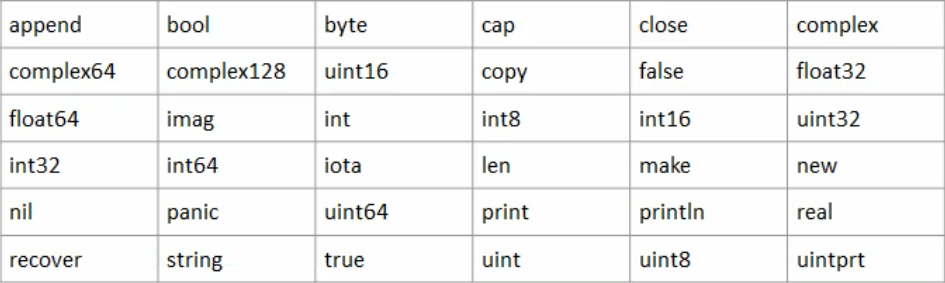 append bool byte cap close complex
complex64 complex128 uint16 copy false float32
float64 imag int int8 int16 uint32
int32 int64 iota len make new
nil panic uint64 print println real
recover string true uint uint8 uintprt